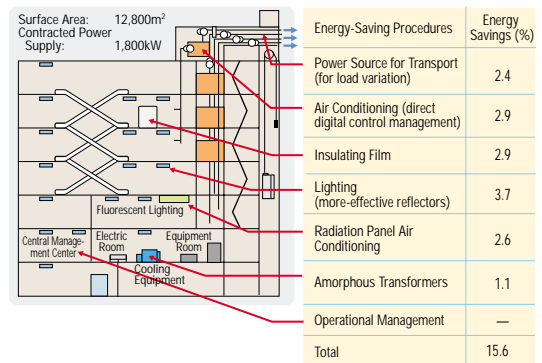 Surface Area: 12,800m²
Contracted Power
Supply: 1,800kW
Fluorescent Lighting
Central Manage-
ment Center
Electric
Room
Equipment
Room
Cooling
Equipment
Energy-Saving Procedures
Energy
Savings (%)
Power Source for Transport
(for load variation)
2.4
Air Conditioning (direct
digital control management)
2.9
Insulating Film
2.9
Lighting
(more-effective reflectors)
3.7
Radiation Panel Air
Conditioning
2.6
Amorphous Transformers
1.1
Operational Management
—
Total
15.6